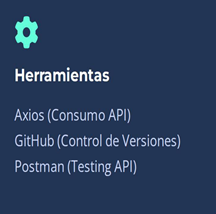 Herramientas
Axios (Consumo API)
GitHub (Control de Versiones)
Postman (Testing API)